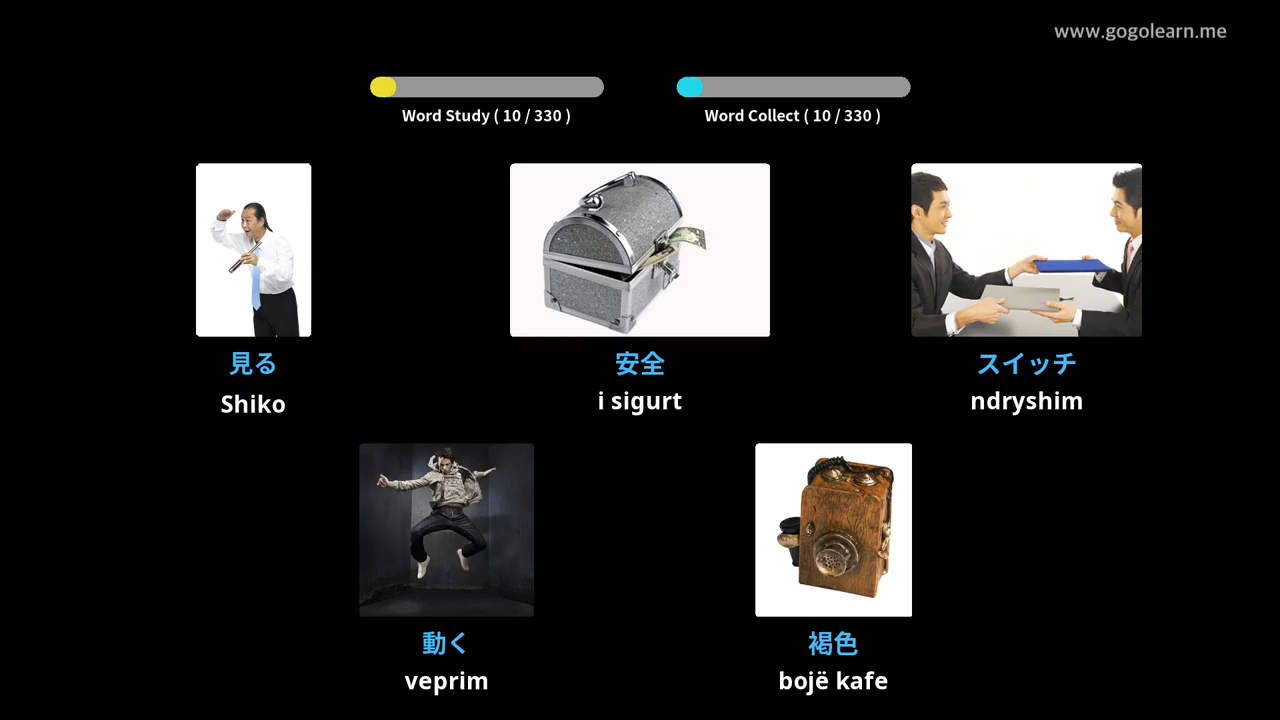 www.gogolearn.me
Word Study ( 10 / 330 )
Word Collect ( 10 / 330 )
見る
安全
スイッチ
Shiko
i sigurt
ndryshim
動く
褐色
veprim
bojë kafe